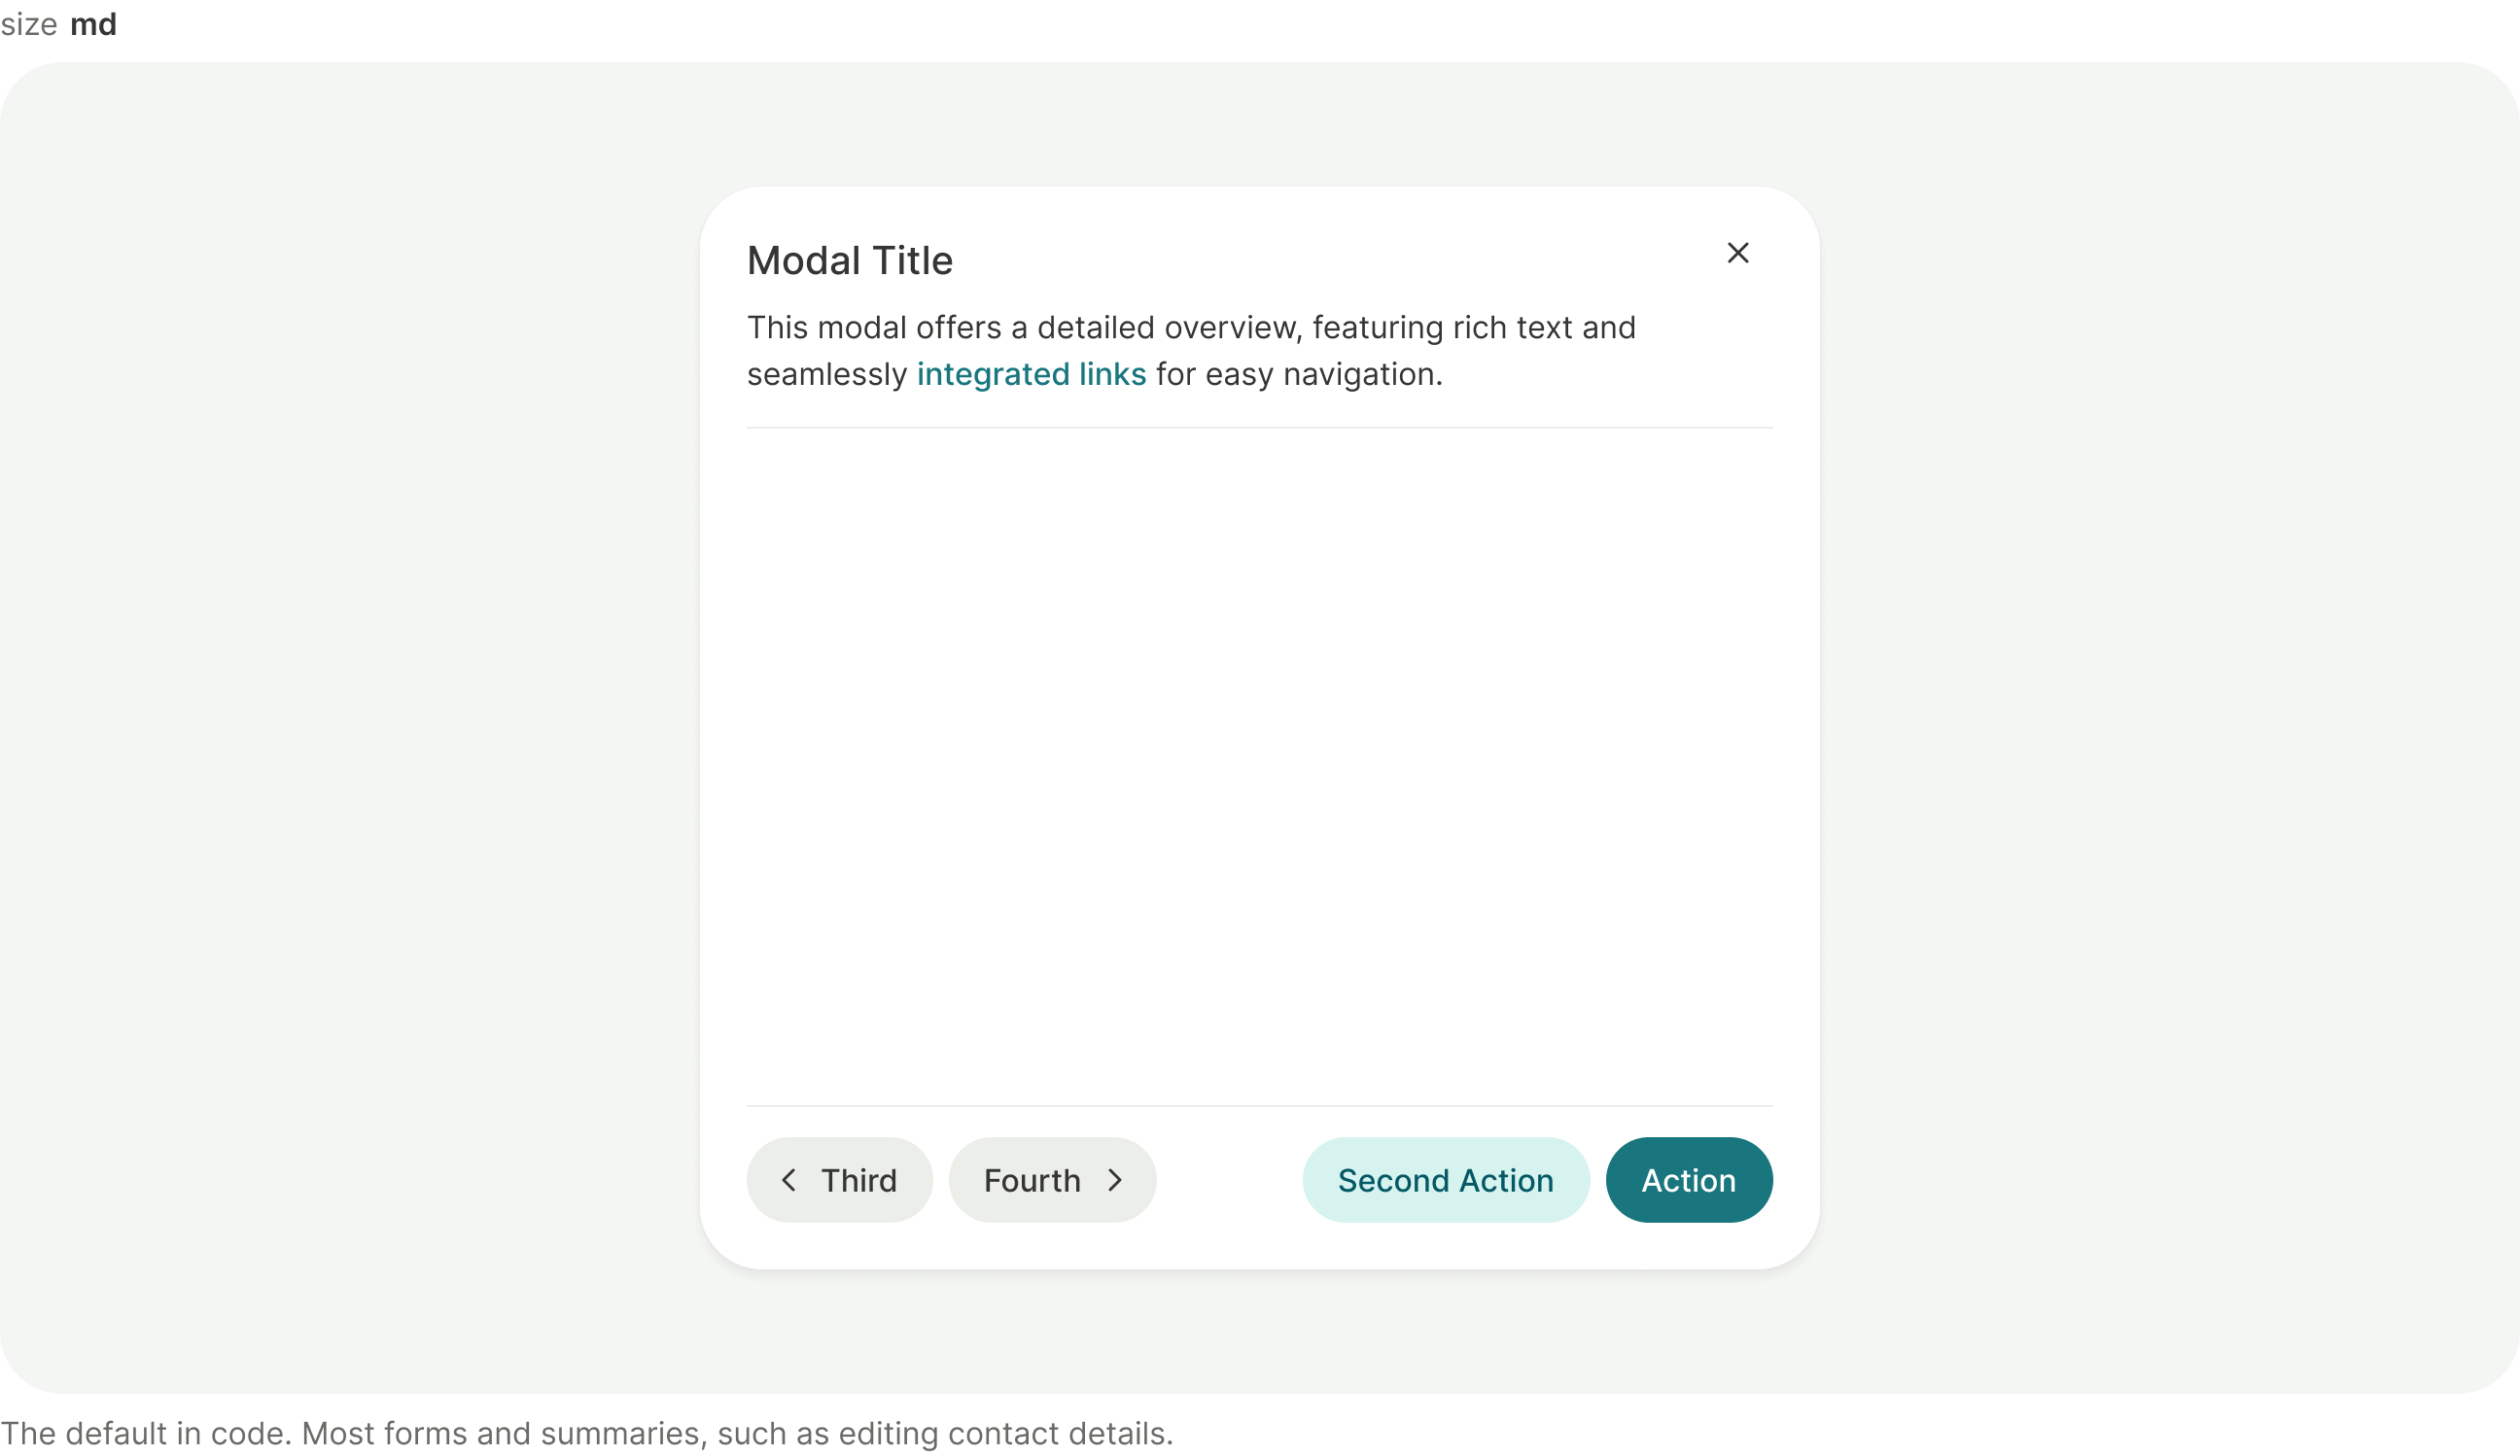 size md
Modal Title
This modal offers a detailed overview, featuring rich text and
seamlessly integrated links for easy navigation.
Third
Fourth
Second Action
Action
The default in code. Most forms and summaries, such as editing contact details.